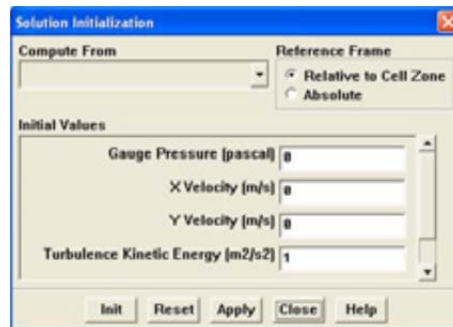 Solution Initialization
Compute From
Reference Frame
Relative to Cell Zone
Absolute
Initial Values
Gauge Pressure (pascal) 0
X Velocity (m/s) 0
Y Velocity (m/s) 0
Turbulence Kinetic Energy (m2/s2) 1
Init Reset Apply Close Help